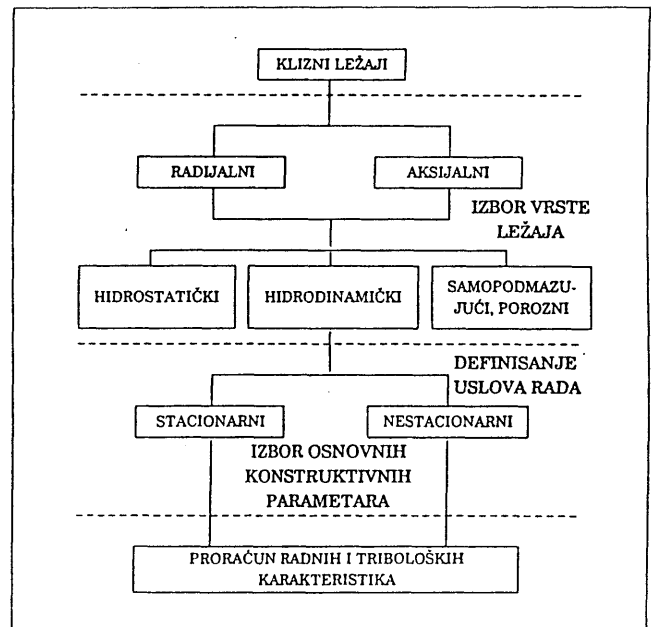 KLIZNI LEŽAJI
RADIJALNI
AKSIJALNI
IZBOR VRSTE
LEŽAJA
HIDROSTATIČKI
HIDRODINAMIČKI
SAMOPODMAZU-
JUĆI, POROZNI
DEFINISANJE
USLOVA RADA
STACIONARNI
NESTACIONARNI
IZBOR OSNOVNIH
KONSTRUKTIVNIH
PARAMETARA
PRORAČUN RADNIH I TRIBOLOŠKIH
KARAKTERISTIKA